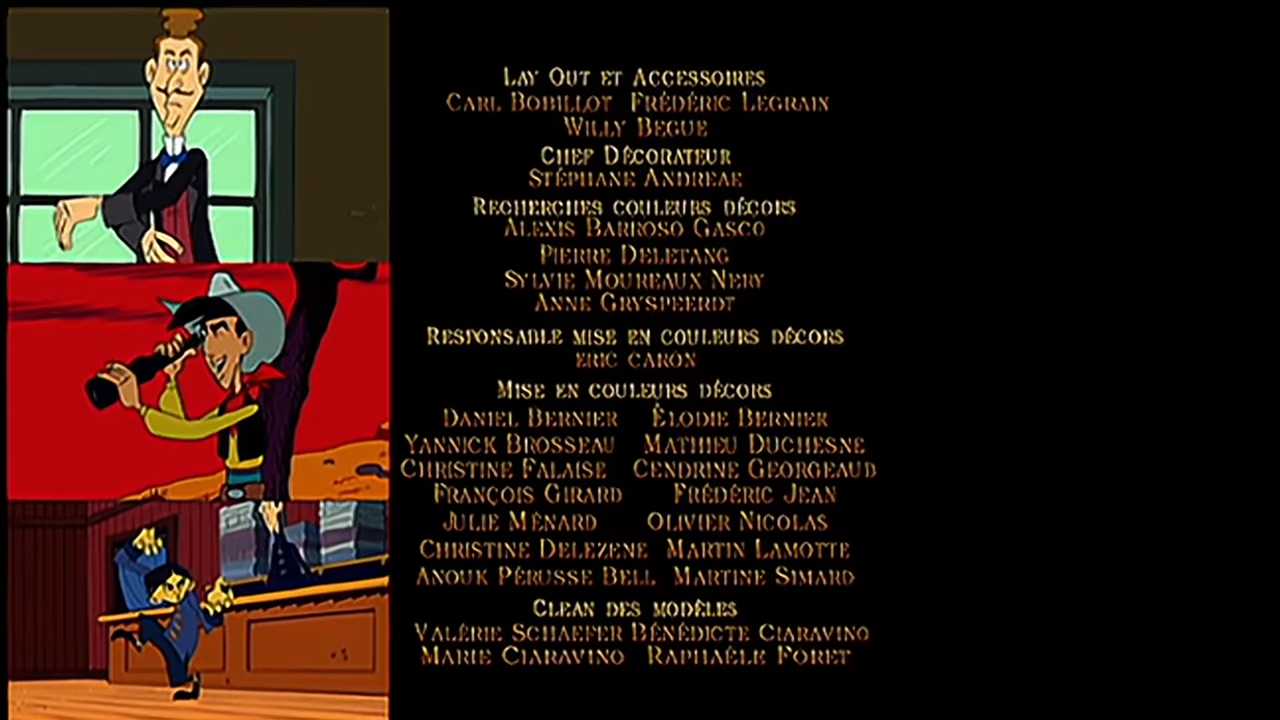 Lay Out et Accessoires
Carl Bobillot Frédéric Legrain
Willy Begue
Chef Décorateur
Stéphane Andreae
Recherches couleurs décors
Alexis Barroso Gasco
Pierre Deletang
Sylvie Moureaux Nery
Anne Gryspeerdt
Responsable mise en couleurs décors
Eric Caron
Mise en couleurs décors
Daniel Bernier Élodie Bernier
Yannick Brosseau Mathieu Duchesne
Christine Falaise Cendrine Georgeaud
François Girard Frédéric Jean
Julie Ménard Olivier Nicolas
Christine Delezene Martin Lamotte
Anouk Pérusse Bell Martine Simard
Clean des modèles
Valérie Schaefer Bénédicte Ciaravino
Marie Ciaravino Raphaèle Foret